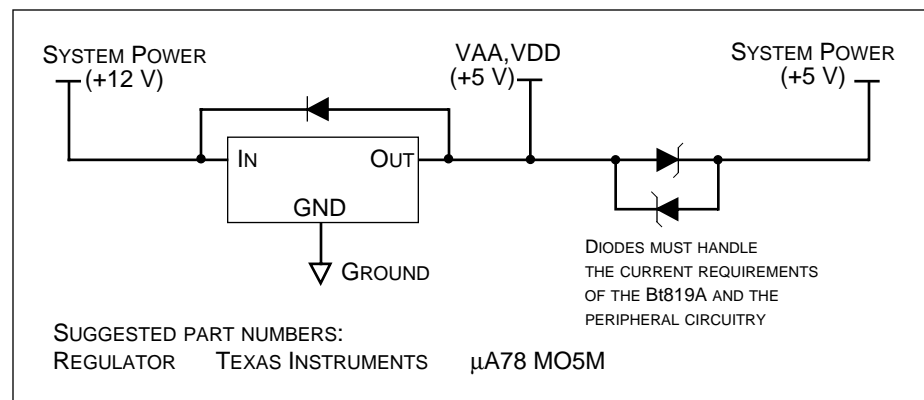 SYSTEM POWER
(+12 V)
VAA,VDD
(+5 V)
SYSTEM POWER
(+5 V)
IN
OUT
GND
GROUND
DIODES MUST HANDLE
THE CURRENT REQUIREMENTS
OF THE Bt819A AND THE
PERIPHERAL CIRCUITRY
SUGGESTED PART NUMBERS:
REGULATOR TEXAS INSTRUMENTS µA78 MO5M